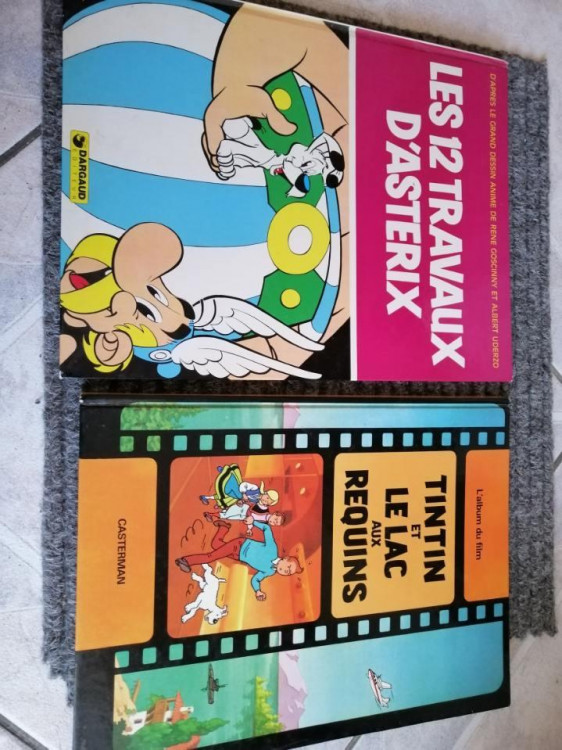 D'APRES LE GRAND DESSIN ANIME DE RENE GOSCINNY ET ALBERT UDERZO
LES 12 TRAVAUX
D'ASTERIX
DARGAUD
EDITEUR
L'album du film
TINTIN
ET
LE LAC
AUX
REQUINS
CASTERMAN